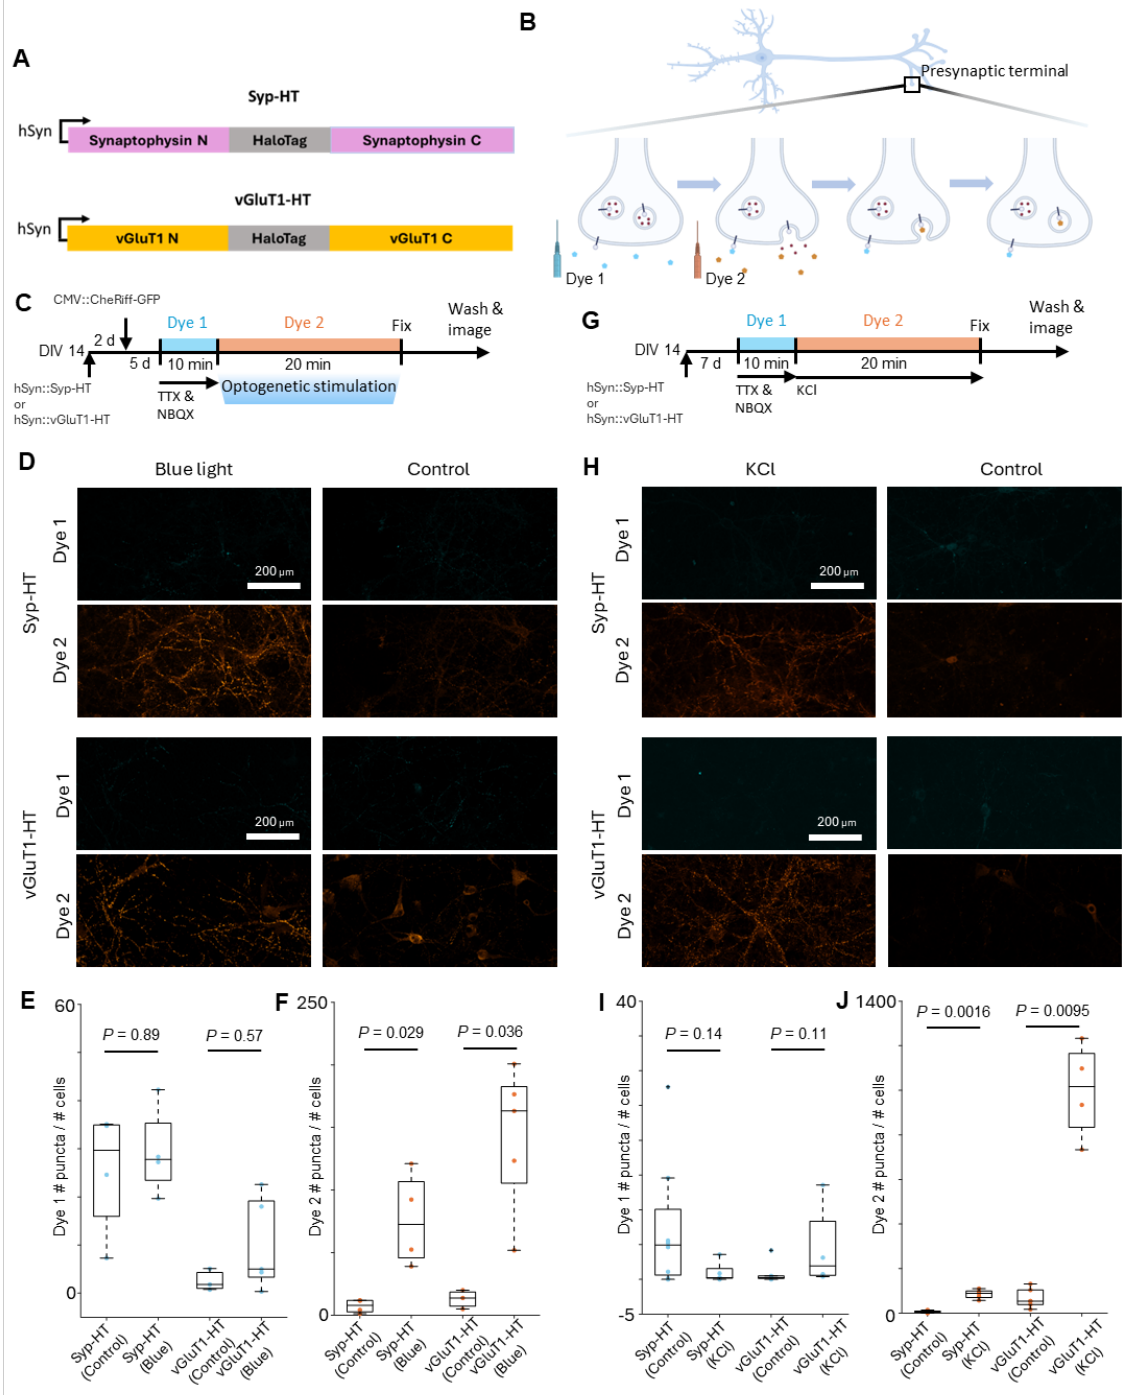 A
Syp-HT
hSyn
Synaptophysin N
HaloTag
Synaptophysin C
vGluT1-HT
hSyn
vGluT1 N
HaloTag
vGluT1 C
B
Presynaptic terminal
Dye 1
Dye 2
C
CMV::CheRiff-GFP
Dye 1
Dye 2
Fix
Wash &
image
2 d
DIV 14
5 d
10 min
20 min
TTX &
NBQX
Optogenetic stimulation
hSyn::Syp-HT
or
hSyn::vGluT1-HT
G
Dye 1
Dye 2
Fix
Wash &
image
DIV 14
7 d
10 min
20 min
TTX &
NBQX
KCl
hSyn::Syp-HT
or
hSyn::vGluT1-HT
D
Blue light
Control
Syp-HT
Dye 1
200 µm
Dye 2
vGluT1-HT
Dye 1
200 µm
Dye 2
H
KCl
Control
Syp-HT
Dye 1
200 µm
Dye 2
vGluT1-HT
Dye 1
200 µm
Dye 2
E
60
0
Dye 1 # puncta / # cells
P = 0.89
P = 0.57
Syp-HT
(Control)
Syp-HT
(Blue)
vGluT1-HT
(Control)
vGluT1-HT
(Blue)
F
250
0
Dye 2 # puncta / # cells
P = 0.029
P = 0.036
Syp-HT
(Control)
Syp-HT
(Blue)
vGluT1-HT
(Control)
vGluT1-HT
(Blue)
I
40
-5
Dye 1 # puncta / # cells
P = 0.14
P = 0.11
Syp-HT
(Control)
Syp-HT
(KCl)
vGluT1-HT
(Control)
vGluT1-HT
(KCl)
J
1400
0
Dye 2 # puncta / # cells
P = 0.0016
P = 0.0095
Syp-HT
(Control)
Syp-HT
(KCl)
vGluT1-HT
(Control)
vGluT1-HT
(KCl)